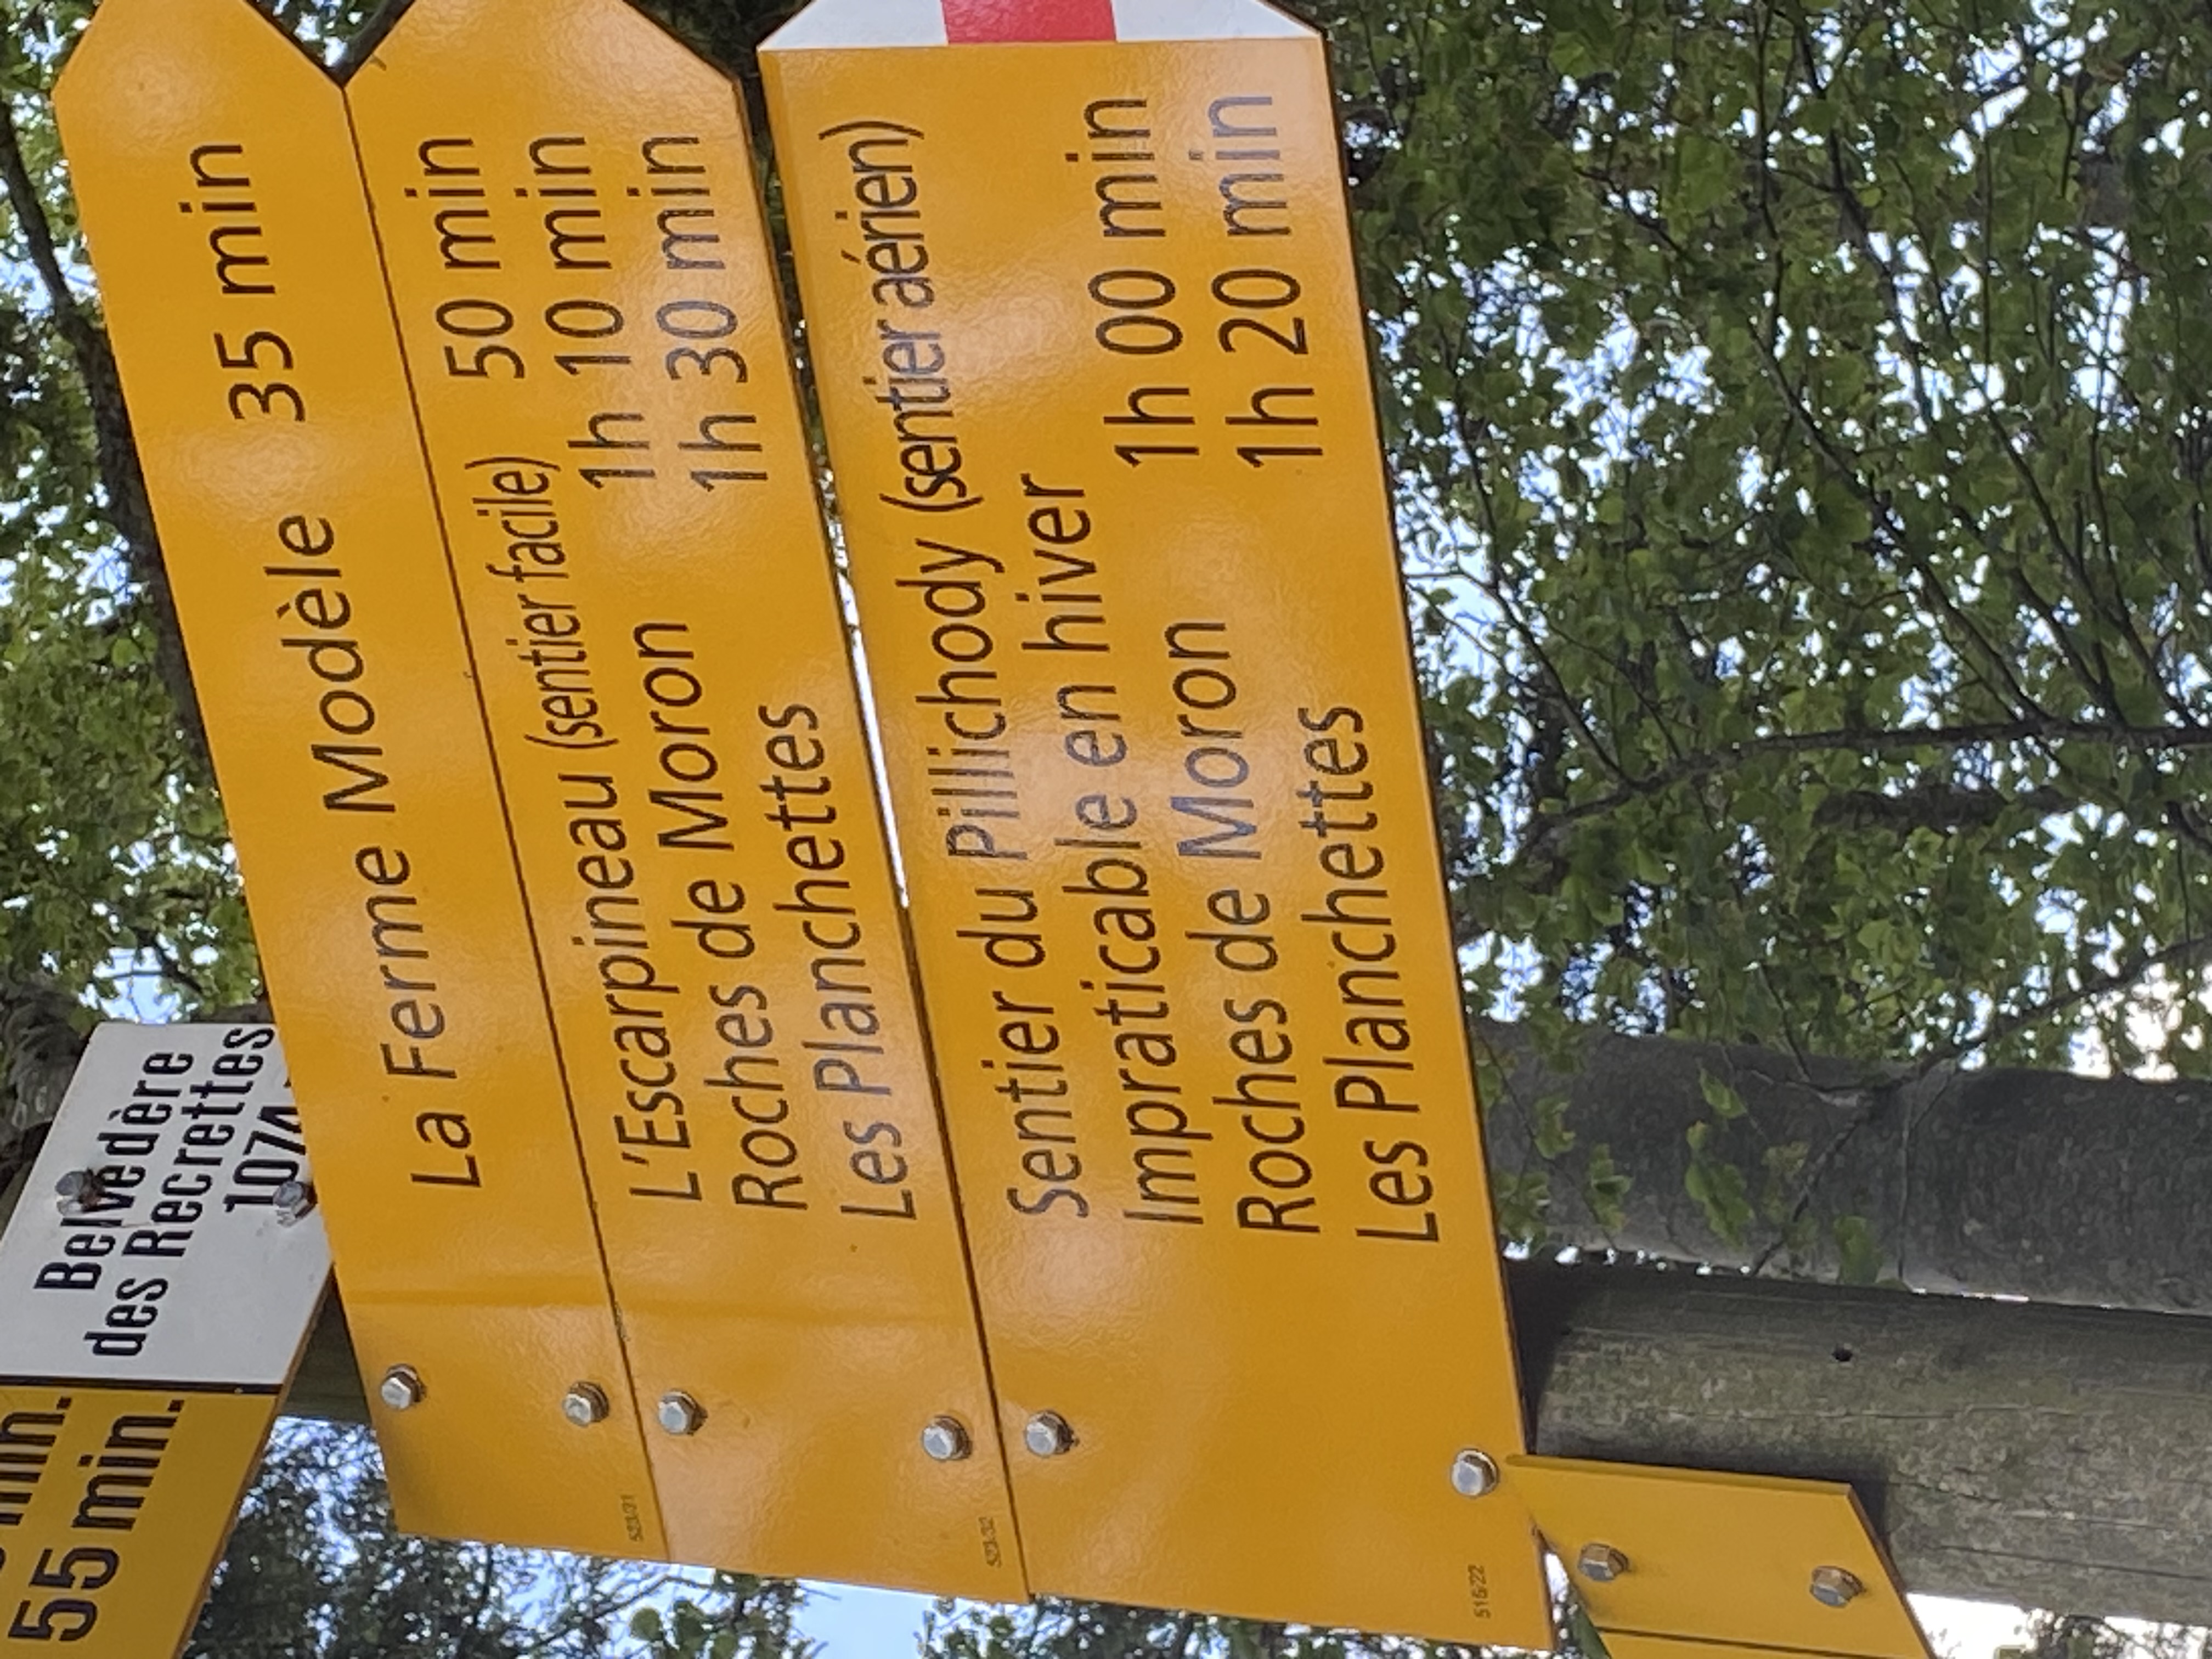 Belvédère
des Recrettes
min.
55 min.
La Ferme Modèle 35 min
L'Escarpineau (sentier facile) 50 min
Roches de Moron 1h 10 min
Les Planchettes 1h 30 min
Sentier du Pillichody (sentier aérien)
Impraticable en hiver
Roches de Moron 1h 00 min
Les Planchettes 1h 20 min